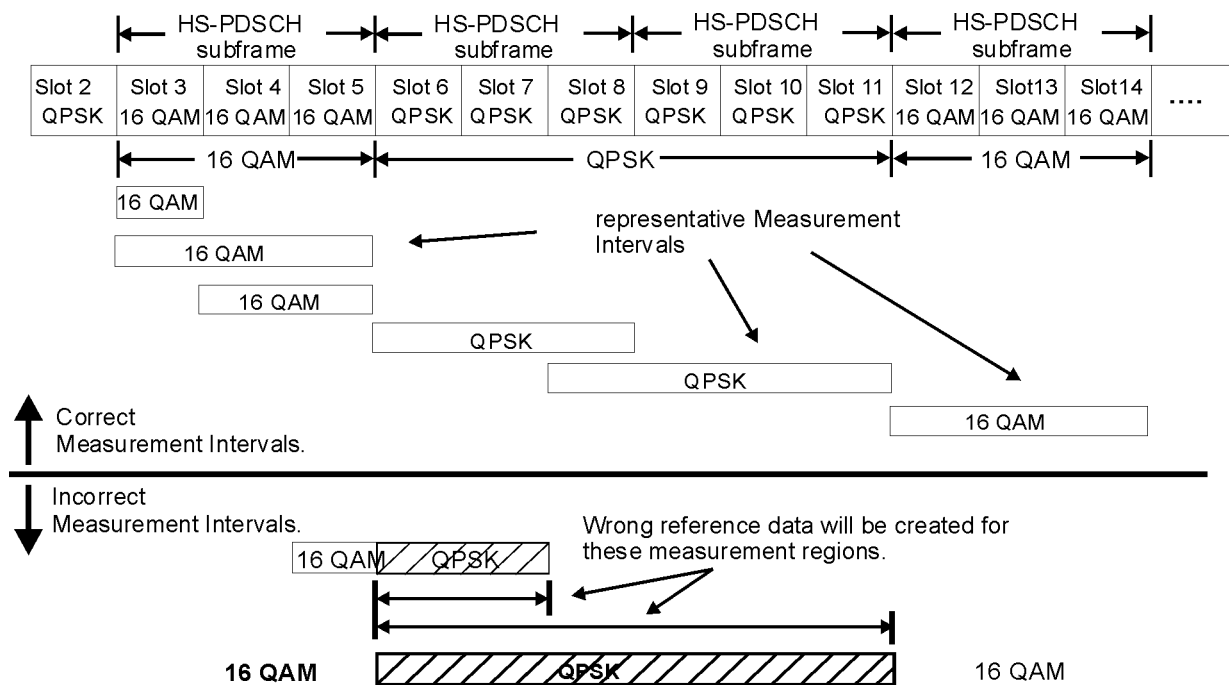 HS-PDSCH subframe HS-PDSCH subframe HS-PDSCH subframe HS-PDSCH subframe
Slot 2 Slot 3 Slot 4 Slot 5 Slot 6 Slot 7 Slot 8 Slot 9 Slot 10 Slot 11 Slot 12 Slot13 Slot14 ....
QPSK 16 QAM 16 QAM 16 QAM QPSK QPSK QPSK QPSK QPSK QPSK 16 QAM 16 QAM 16 QAM
16 QAM QPSK 16 QAM
16 QAM
representative Measurement
Intervals
16 QAM
16 QAM
QPSK
QPSK
16 QAM
Correct
Measurement Intervals.
Incorrect
Measurement Intervals.
Wrong reference data will be created for
these measurement regions.
16 QAM QPSK
16 QAM QPSK 16 QAM